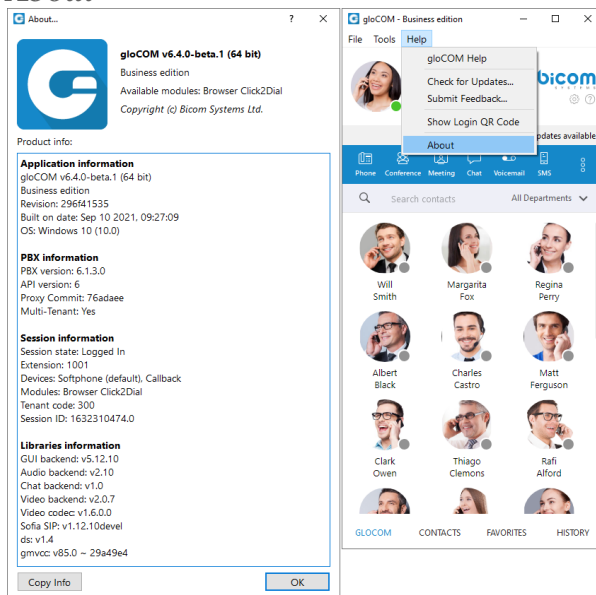 About...
?
gloCOM v6.4.0-beta.1 (64 bit)
Business edition
Available modules: Browser Click2Dial
Copyright (c) Bicom Systems Ltd.
Product info:
Application information
gloCOM v6.4.0-beta.1 (64 bit)
Business edition
Revision: 296f41535
Built on date: Sep 10 2021, 09:27:09
OS: Windows 10 (10.0)
PBX information
PBX version: 6.1.3.0
API version: 6
Proxy Commit: 76adaee
Multi-Tenant: Yes
Session information
Session state: Logged In
Extension: 1001
Devices: Softphone (default), Callback
Modules: Browser Click2Dial
Tenant code: 300
Session ID: 1632310474.0
Libraries information
GUI backend: v5.12.10
Audio backend: v2.10
Chat backend: v1.0
Video backend: v2.0.7
Video codec: v1.6.0.0
Sofia SIP: v1.12.10devel
ds: v1.4
gmvcc: v85.0 ~ 29a49e4
Copy Info
OK
gloCOM - Business edition
File Tools Help
gloCOM Help
Check for Updates...
Submit Feedback...
Show Login QR Code
About
bicom
SYSTEMS
pdates available
Phone Conference Meeting Chat Voicemail SMS
Search contacts
All Departments
Will Smith
Margarita Fox
Regina Perry
Albert Black
Charles Castro
Matt Ferguson
Clark Owen
Thiago Clemons
Rafi Alford
GLOCOM CONTACTS FAVORITES HISTORY